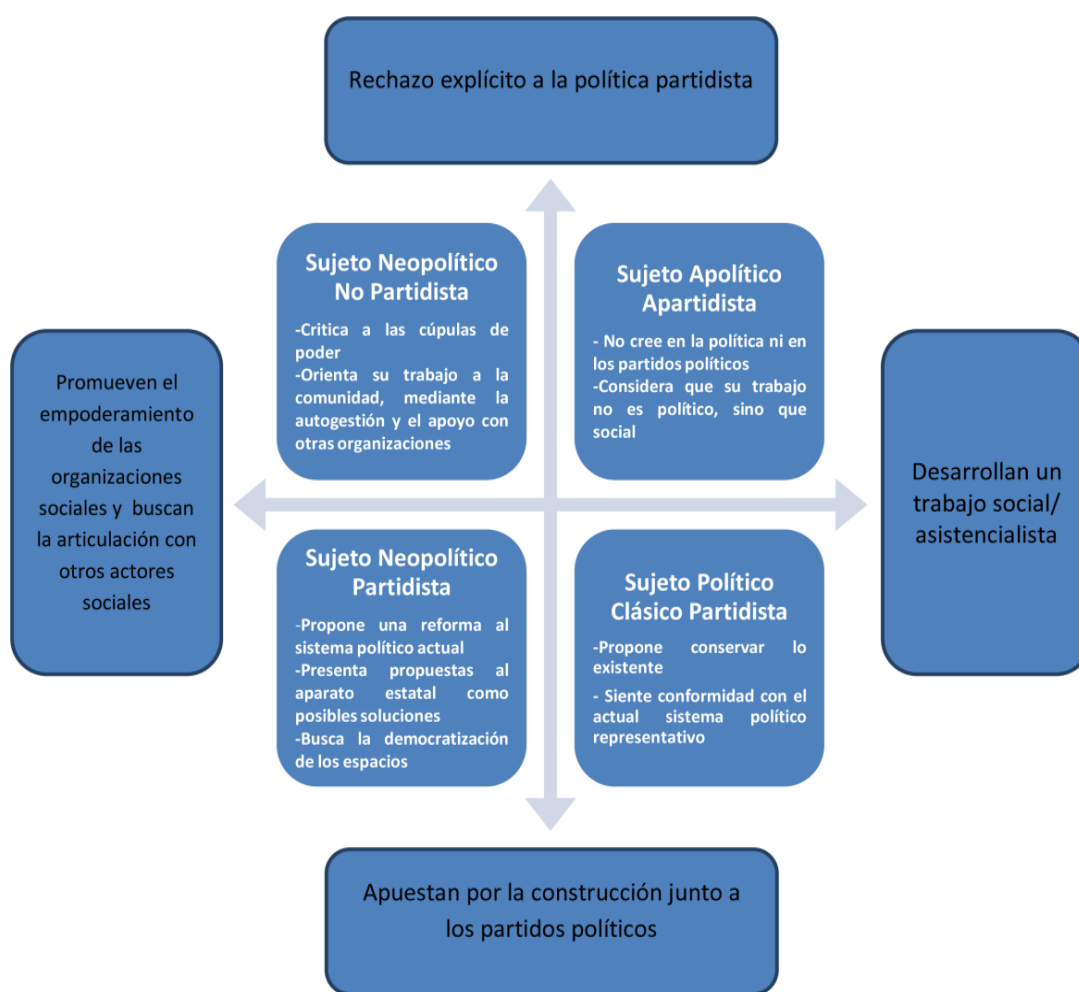 Rechazo explícito a la política partidista
Sujeto Neopolítico
No Partidista
-Critica a las cúpulas de
poder
-Orienta su trabajo a la
comunidad, mediante la
autogestión y el apoyo con
otras organizaciones
Sujeto Apolítico
Apartidista
- No cree en la política ni en
los partidos políticos
-Considera que su trabajo
no es político, sino que
social
Promueven el
empoderamiento
de las
organizaciones
sociales y buscan
la articulación con
otros actores
sociales
Desarrollan un
trabajo social/
asistencialista
Sujeto Neopolítico
Partidista
-Propone una reforma al
sistema político actual
-Presenta propuestas al
aparato estatal como
posibles soluciones
-Busca la democratización
de los espacios
Sujeto Político
Clásico Partidista
-Propone conservar lo
existente
- Siente conformidad con el
actual sistema político
representativo
Apuestan por la construcción junto a
los partidos políticos